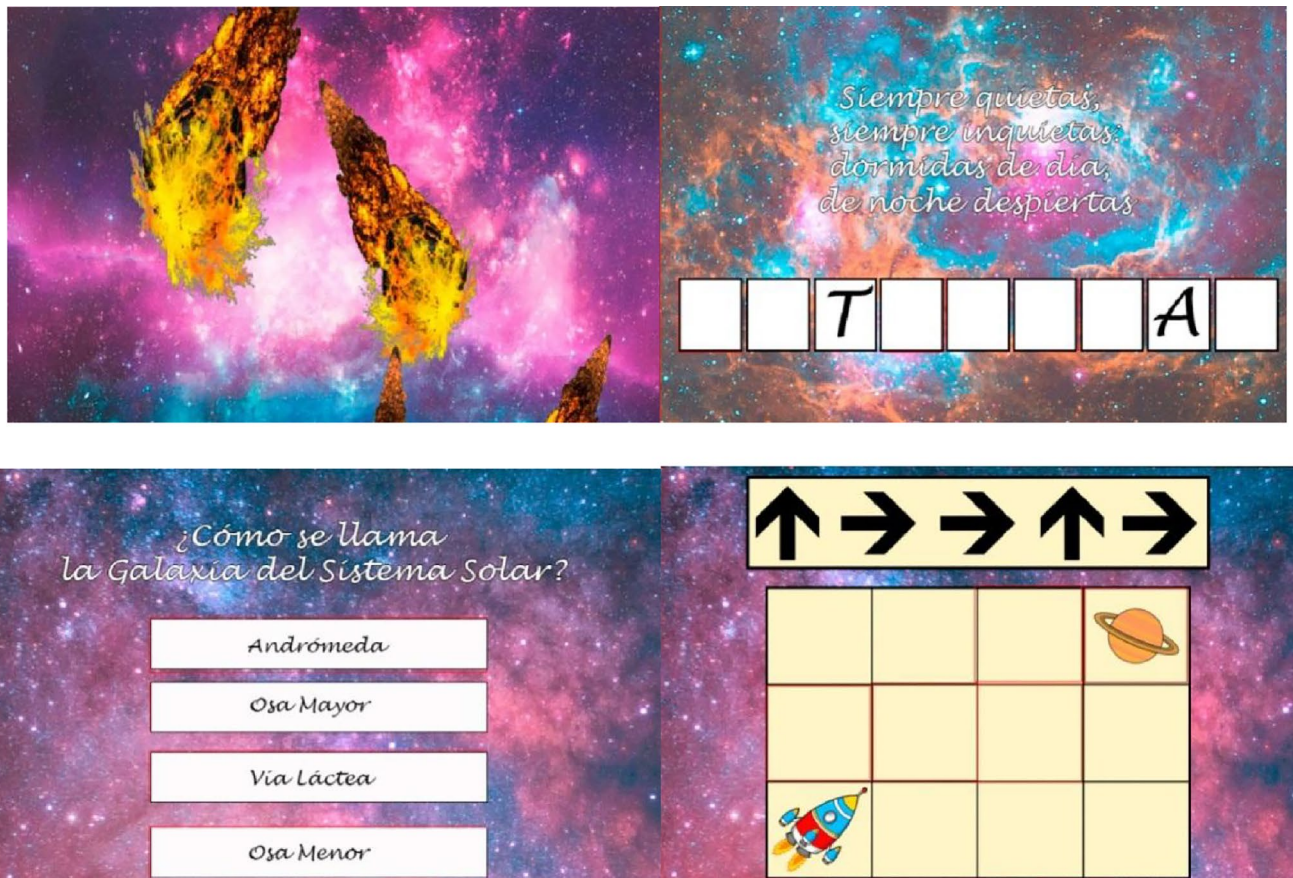 Siempre quietas,
siempre inquietas:
dormidas de día,
de noche despiertas
T A
¿Cómo se llama
la Galaxia del Sistema Solar?
Andrómeda
Osa Mayor
Vía Láctea
Osa Menor